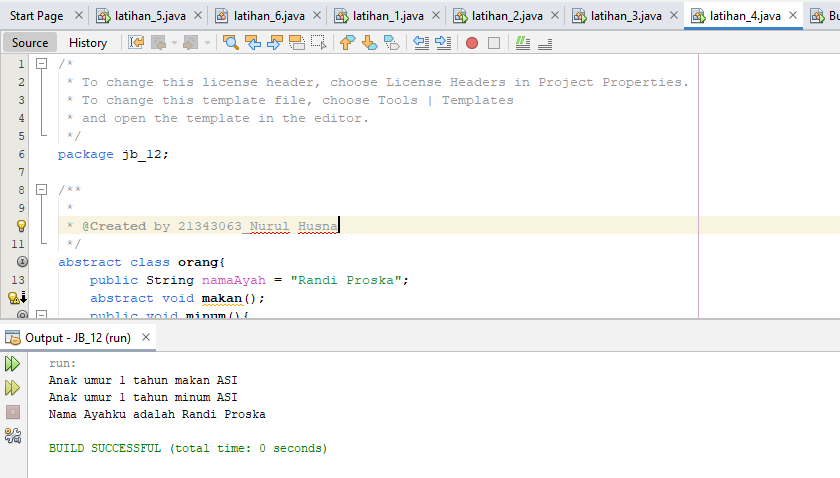 Start Page latihan_5.java latihan_6.java latihan_1.java latihan_2.java latihan_3.java latihan_4.java Bu
Source History
1 /*
2 * To change this license header, choose License Headers in Project Properties.
3 * To change this template file, choose Tools | Templates
4 * and open the template in the editor.
5 */
6 package jb_12;
7
8 /**
9 *
* @Created by 21343063_Nurul Husna
11 */
abstract class orang{
13 public String namaAyah = "Randi Proska";
abstract void makan();
public void minum(){
Output - JB_12 (run)
run:
Anak umur 1 tahun makan ASI
Anak umur 1 tahun minum ASI
Nama Ayahku adalah Randi Proska
BUILD SUCCESSFUL (total time: 0 seconds)